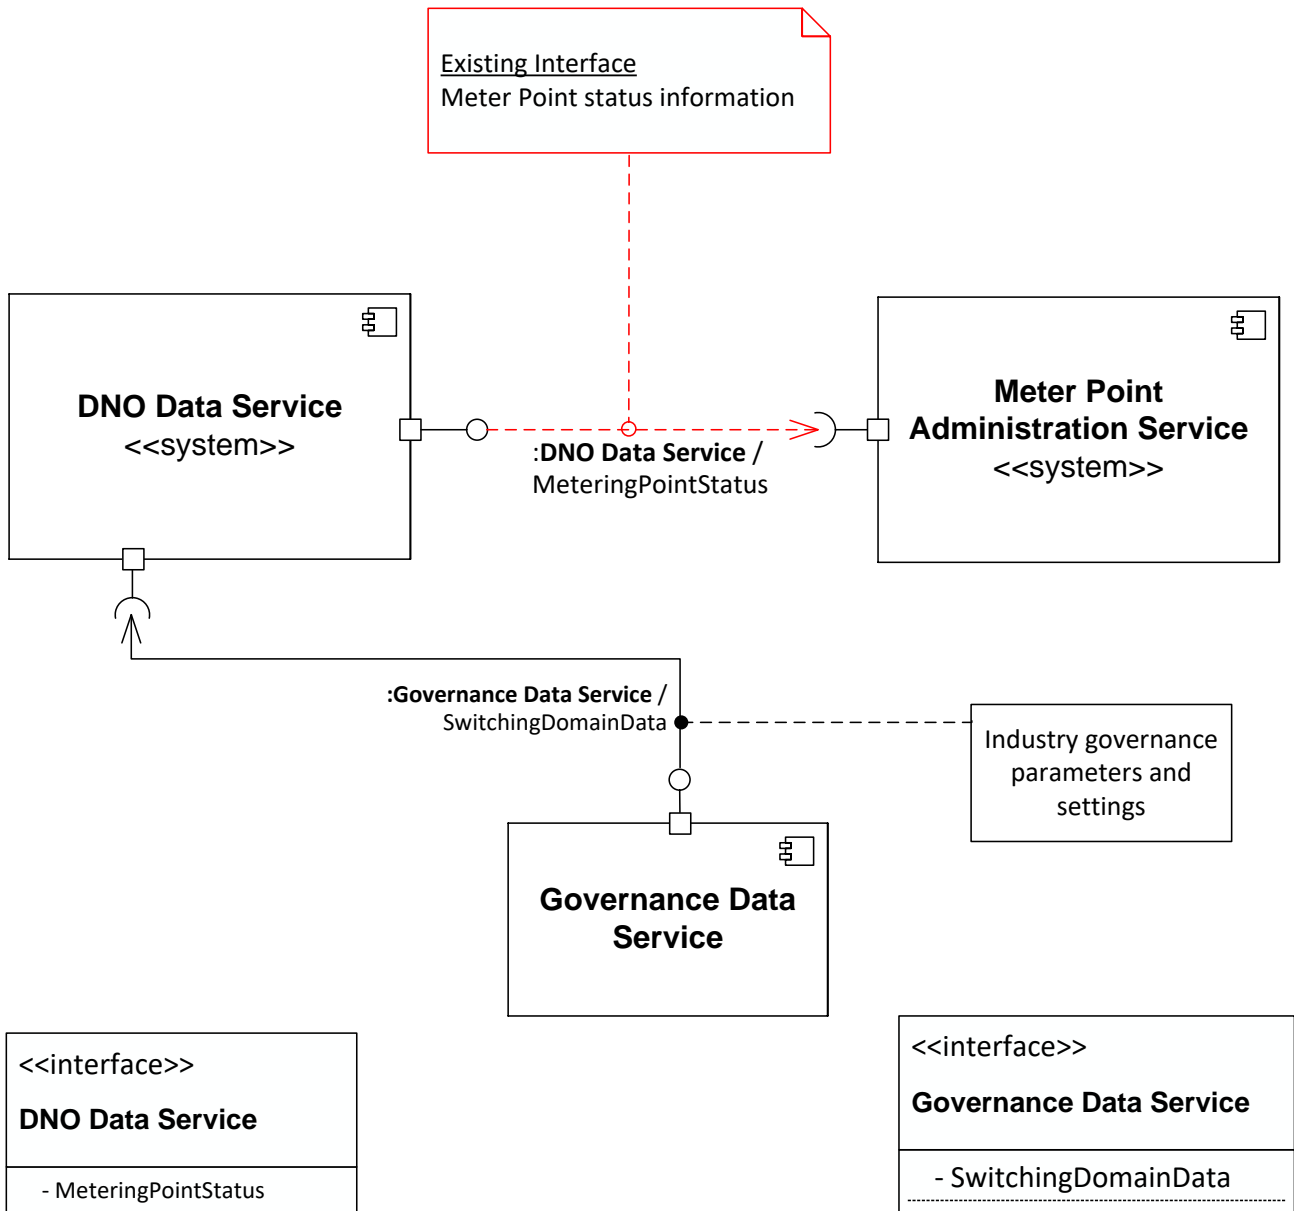 Existing Interface
Meter Point status information
DNO Data Service
<<system>>
Meter Point
Administration Service
<<system>>
:DNO Data Service /
MeteringPointStatus
:Governance Data Service /
SwitchingDomainData
Industry governance
parameters and
settings
Governance Data
Service
<<interface>>
DNO Data Service
- MeteringPointStatus
<<interface>>
Governance Data Service
- SwitchingDomainData